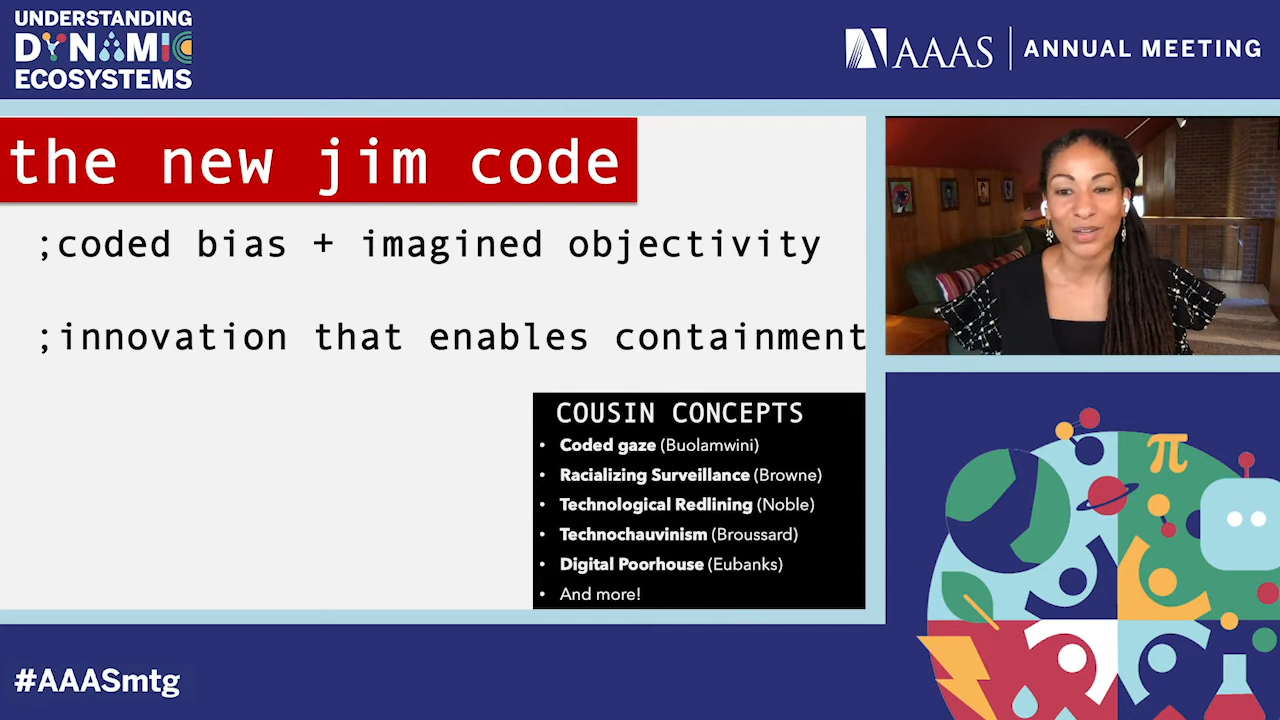 UNDERSTANDING
DYNAMIC
ECOSYSTEMS
AAAS | ANNUAL MEETING
the new jim code
;coded bias + imagined objectivity
;innovation that enables containment
COUSIN CONCEPTS
• Coded gaze (Buolamwini)
• Racializing Surveillance (Browne)
• Technological Redlining (Noble)
• Technochauvinism (Broussard)
• Digital Poorhouse (Eubanks)
• And more!
π
#AAASmtg